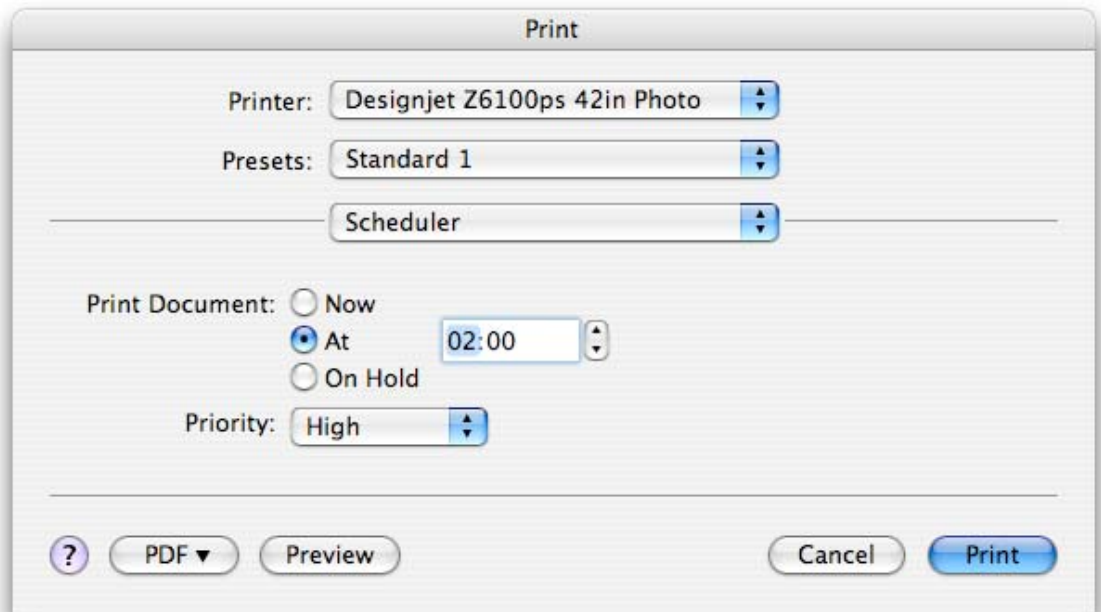 Print
Printer: Designjet Z6100ps 42in Photo
Presets: Standard 1
Scheduler
Print Document: Now
At 02:00
On Hold
Priority: High
? PDF ▼ Preview Cancel Print